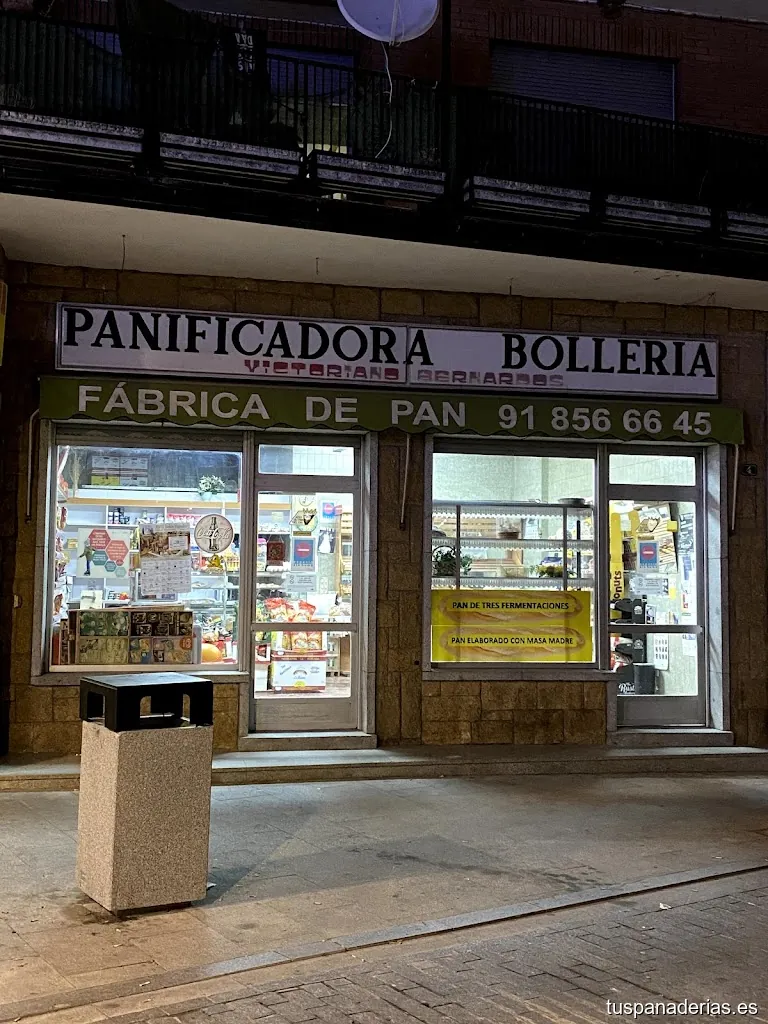 PANIFICADORA BOLLERIA
VICTORIANO BERNARDOS
FÁBRICA DE PAN 91 856 66 45
PAN DE TRES FERMENTACIONES
PAN ELABORADO CON MASA MADRE
tuspanaderías.es